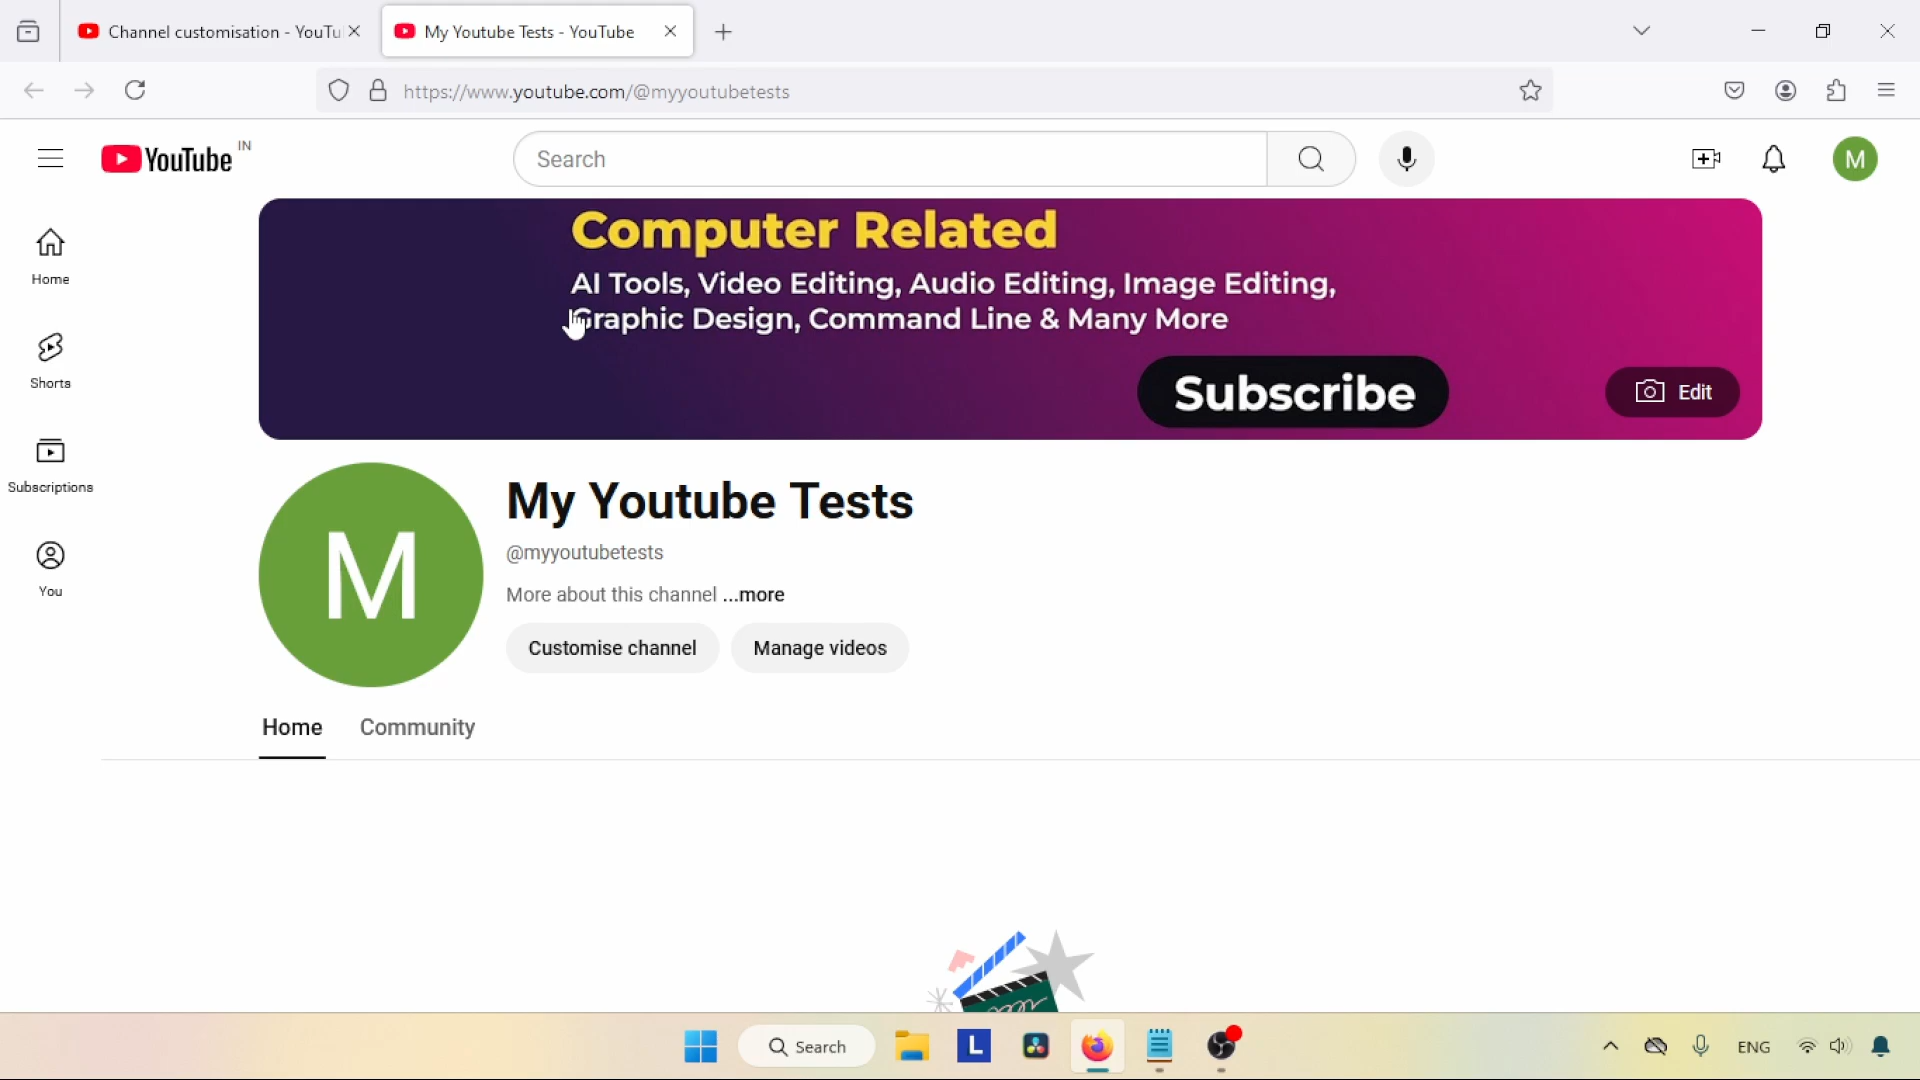 Channel customisation - YouTu
My Youtube Tests - YouTube
https://www.youtube.com/@myyoutubetests
YouTube IN
Search
M
Home
Shorts
Subscriptions
You
Computer Related
AI Tools, Video Editing, Audio Editing, Image Editing,
Graphic Design, Command Line & Many More
Subscribe
Edit
M
My Youtube Tests
@myyoutubetests
More about this channel ...more
Customise channel
Manage videos
Home
Community
Search
L
ENG